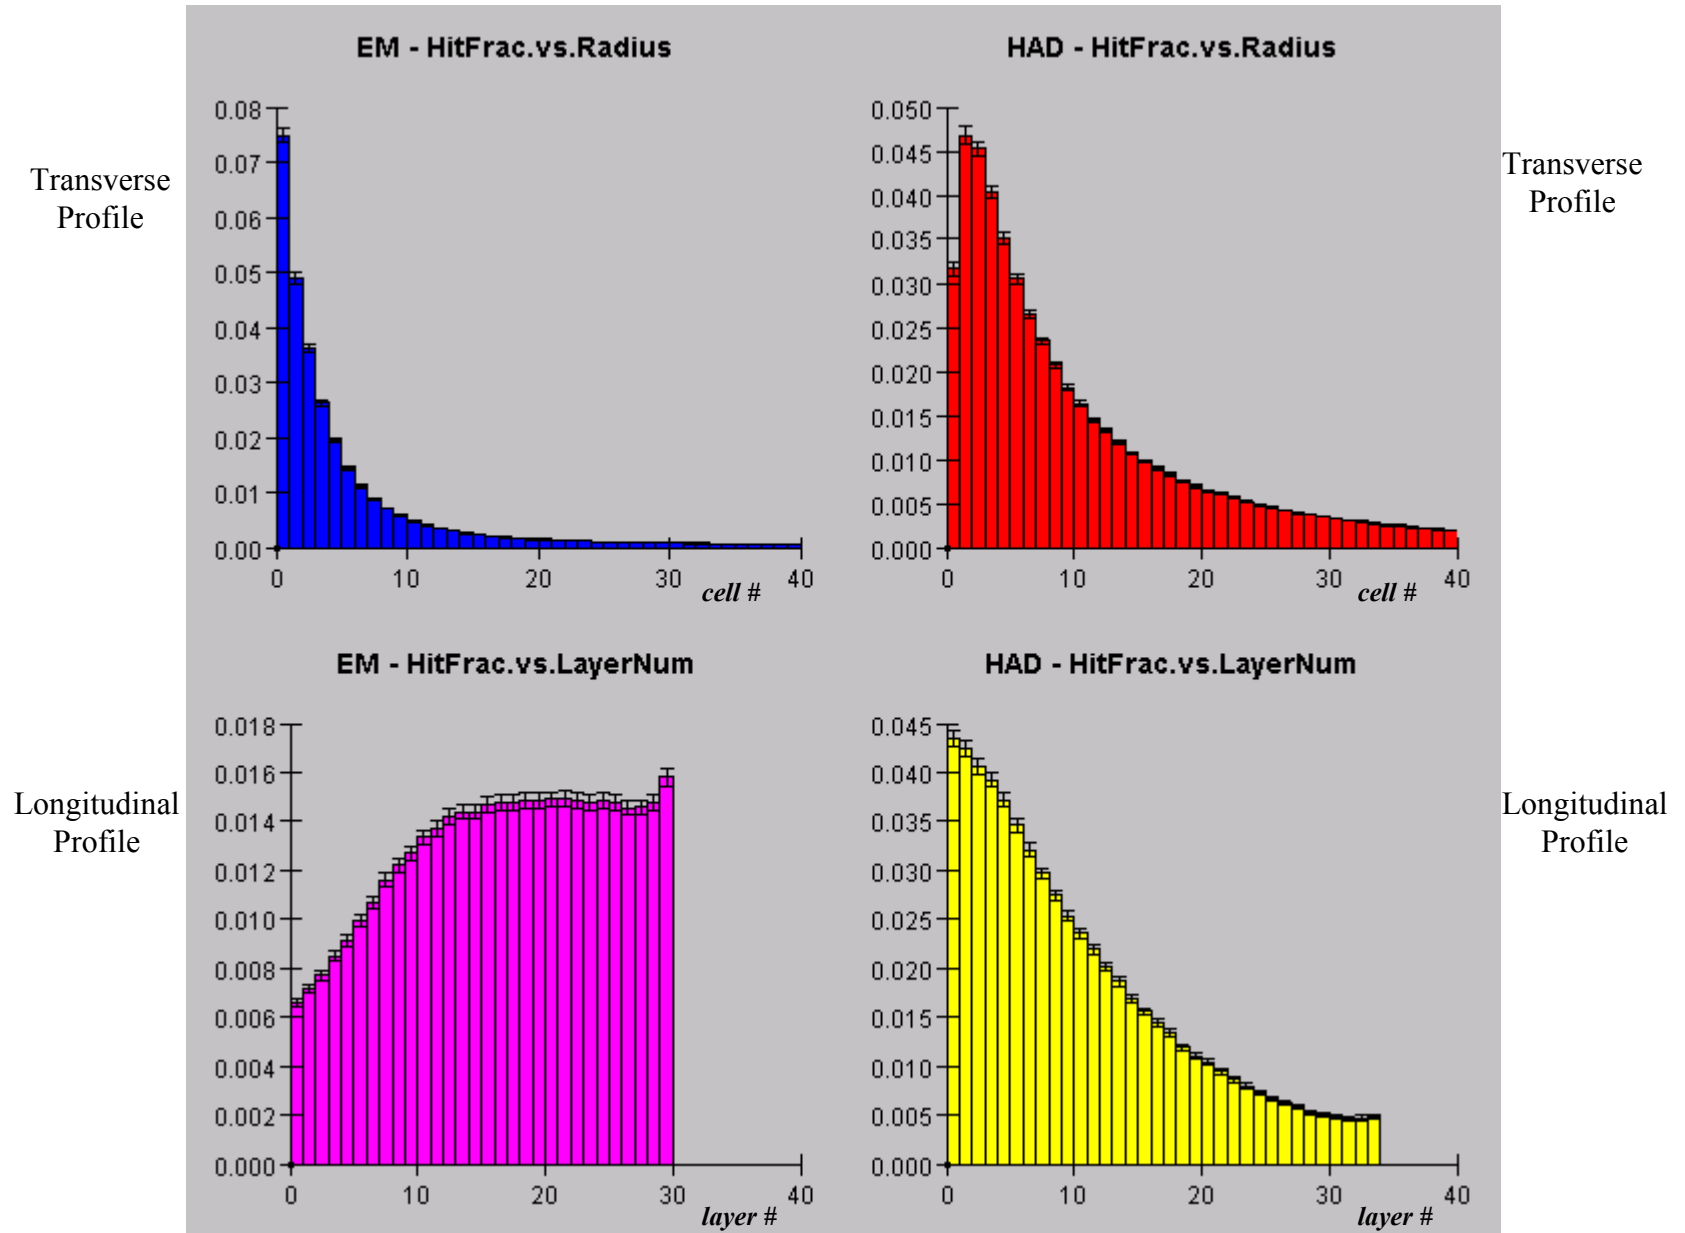 EM - HitFrac.vs.Radius
HAD - HitFrac.vs.Radius
Transverse
Profile
0.08
0.07
0.06
0.05
0.04
0.03
0.02
0.01
0.00
0 10 20 30 40
cell #
0.050
0.045
0.040
0.035
0.030
0.025
0.020
0.015
0.010
0.005
0.000
0 10 20 30 40
cell #
Transverse
Profile
EM - HitFrac.vs.LayerNum
HAD - HitFrac.vs.LayerNum
Longitudinal
Profile
0.018
0.016
0.014
0.012
0.010
0.008
0.006
0.004
0.002
0.000
0 10 20 30 40
layer #
0.045
0.040
0.035
0.030
0.025
0.020
0.015
0.010
0.005
0.000
0 10 20 30 40
layer #
Longitudinal
Profile